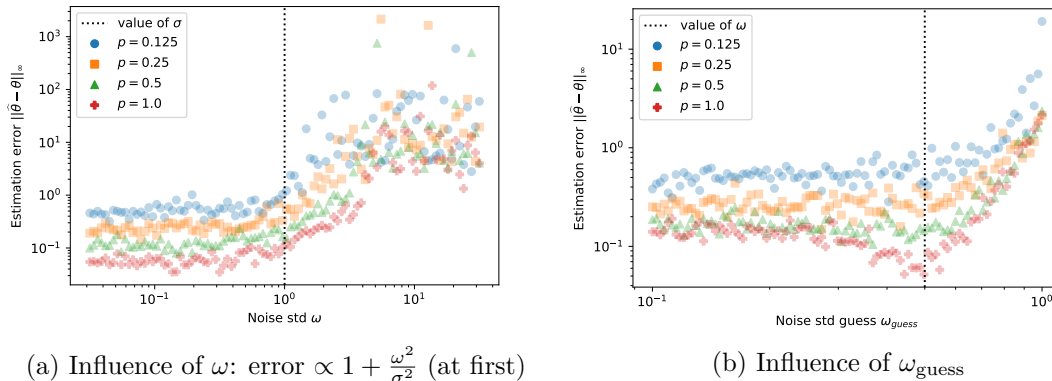 value of σ
p = 0.125
p = 0.25
p = 0.5
p = 1.0
10³
10²
10¹
10⁰
10⁻¹
Estimation error ||θ̂ − θ||∞
10⁻¹
10⁰
10¹
Noise std ω
(a) Influence of ω: error ∝ 1 + ω²/σ² (at first)
value of ω
p = 0.125
p = 0.25
p = 0.5
p = 1.0
10¹
10⁰
10⁻¹
Estimation error ||θ̂ − θ||∞
10⁻¹
10⁰
Noise std guess ω_guess
(b) Influence of ω_guess